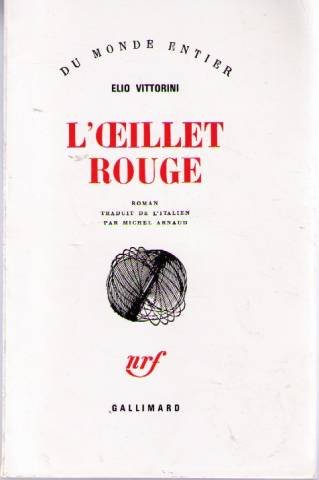 DU MONDE ENTIER
ELIO VITTORINI
L'ŒILLET
ROUGE
ROMAN
TRADUIT DE L'ITALIEN
PAR MICHEL ARNAUD
nrf
GALLIMARD